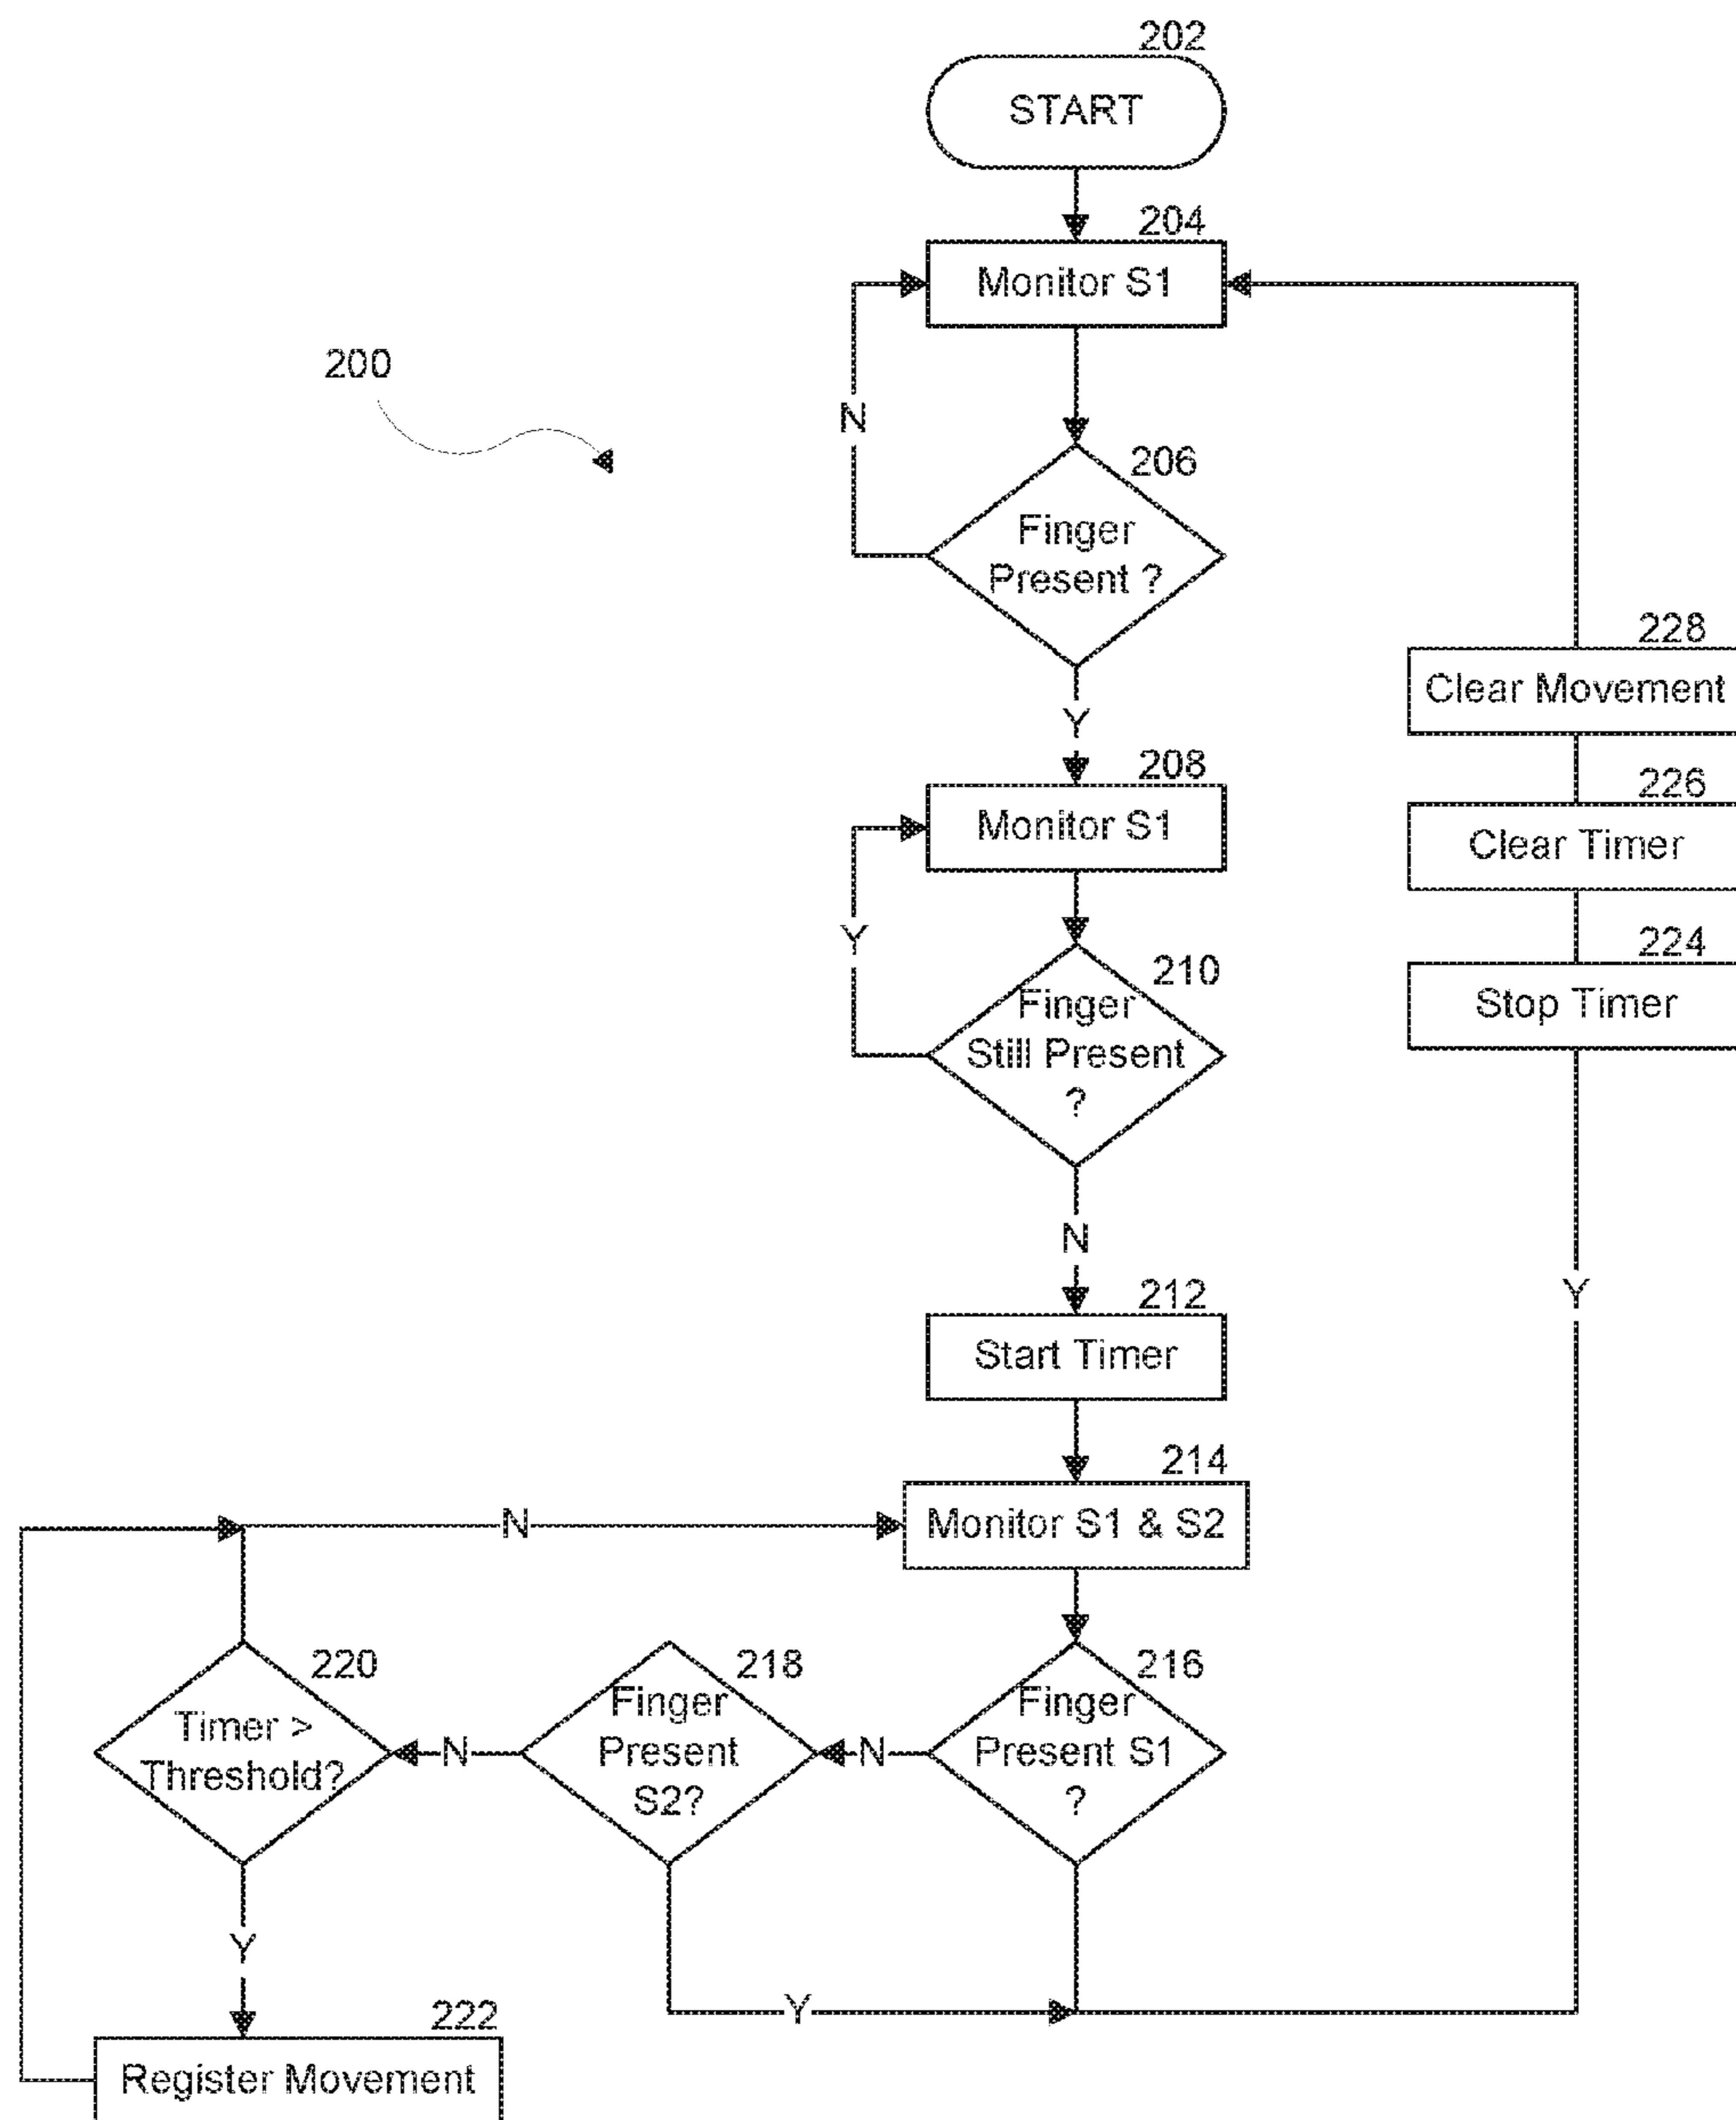 202
START
204
Monitor S1
200
N
206
Finger
Present ?
228
Clear Movement
Y
208
Monitor S1
226
Clear Timer
Y
224
Stop Timer
210
Finger
Still Present
?
N
Y
212
Start Timer
214
Monitor S1 & S2
N
220
Timer >
Threshold?
N
218
Finger
Present
S2?
N
216
Finger
Present S1
?
Y
Y
222
Register Movement